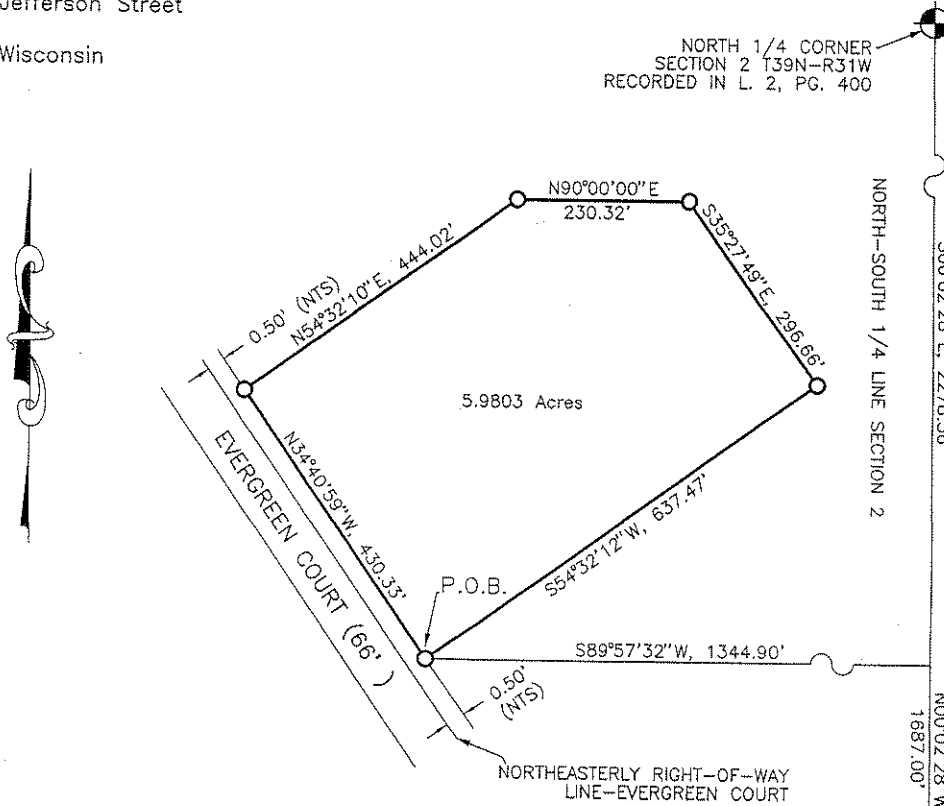 Jefferson Street
Wisconsin
NORTH 1/4 CORNER
SECTION 2 T39N-R31W
RECORDED IN L. 2, PG. 400
N90°00'00"E
230.32'
S35°27'49"E, 296.66'
N54°32'10"E, 444.02'
0.50' (NTS)
NORTH-SOUTH 1/4 LINE SECTION 2
5.9803 Acres
N34°40'59"W, 430.33'
EVERGREEN COURT (66')
S54°32'12"W, 637.47'
P.O.B.
S89°57'32"W, 1344.90'
0.50'
(NTS)
1687.00'
NORTHEASTERLY RIGHT-OF-WAY
LINE-EVERGREEN COURT